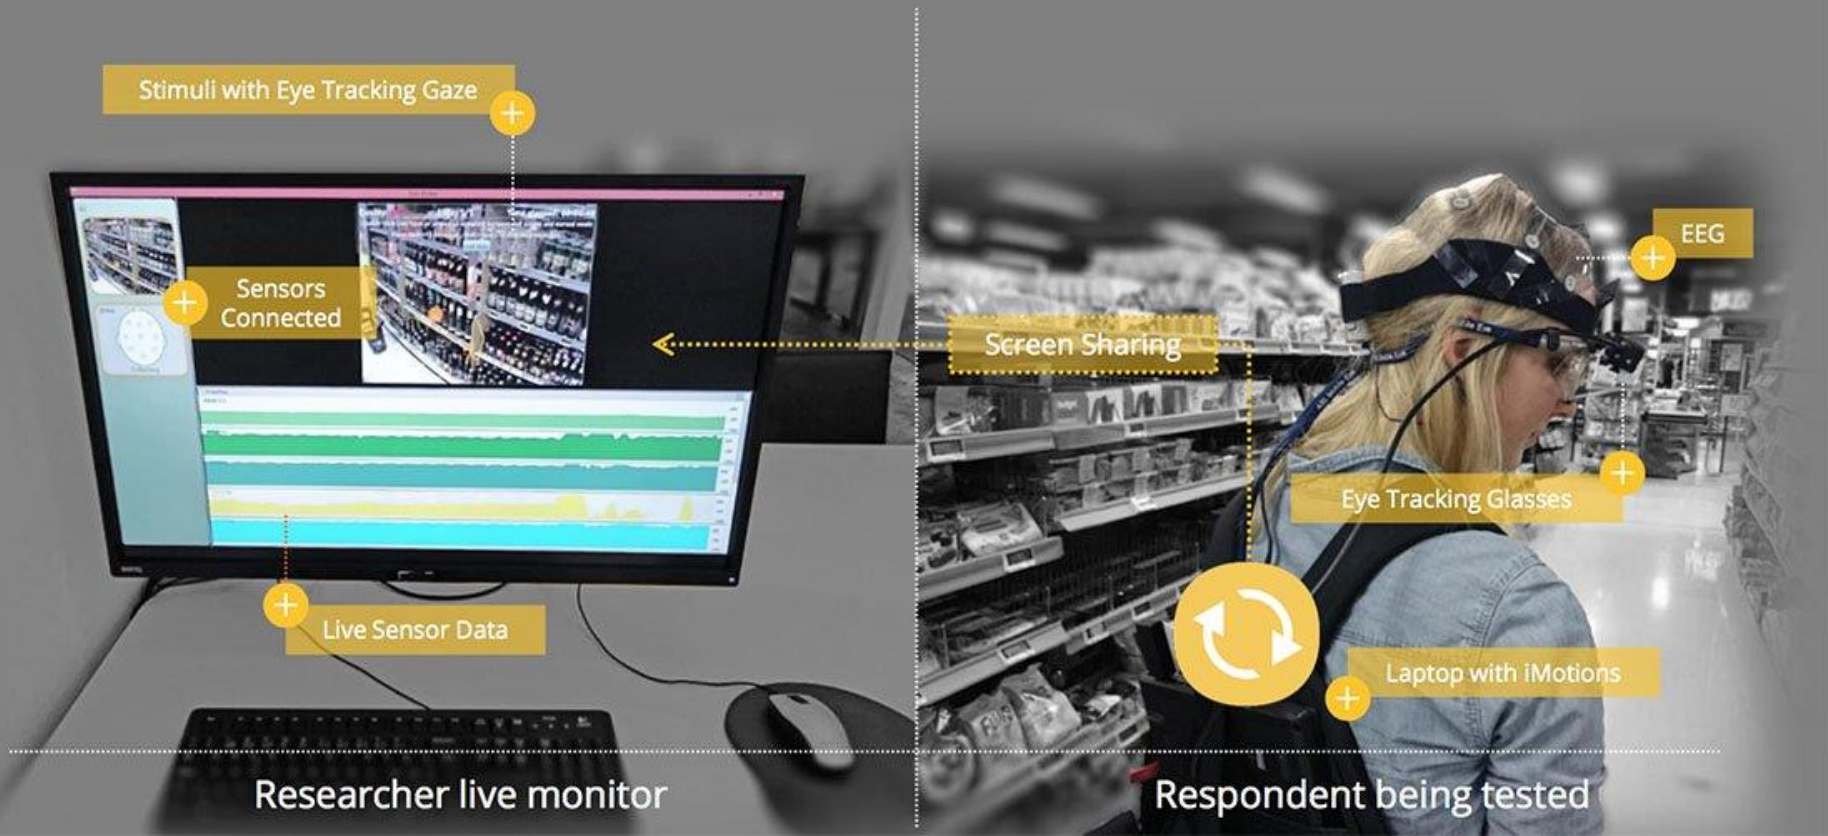 Stimuli with Eye Tracking Gaze
Sensors
Connected
Live Sensor Data
Researcher live monitor
Screen Sharing
EEG
Eye Tracking Glasses
Laptop with iMotions
Respondent being tested